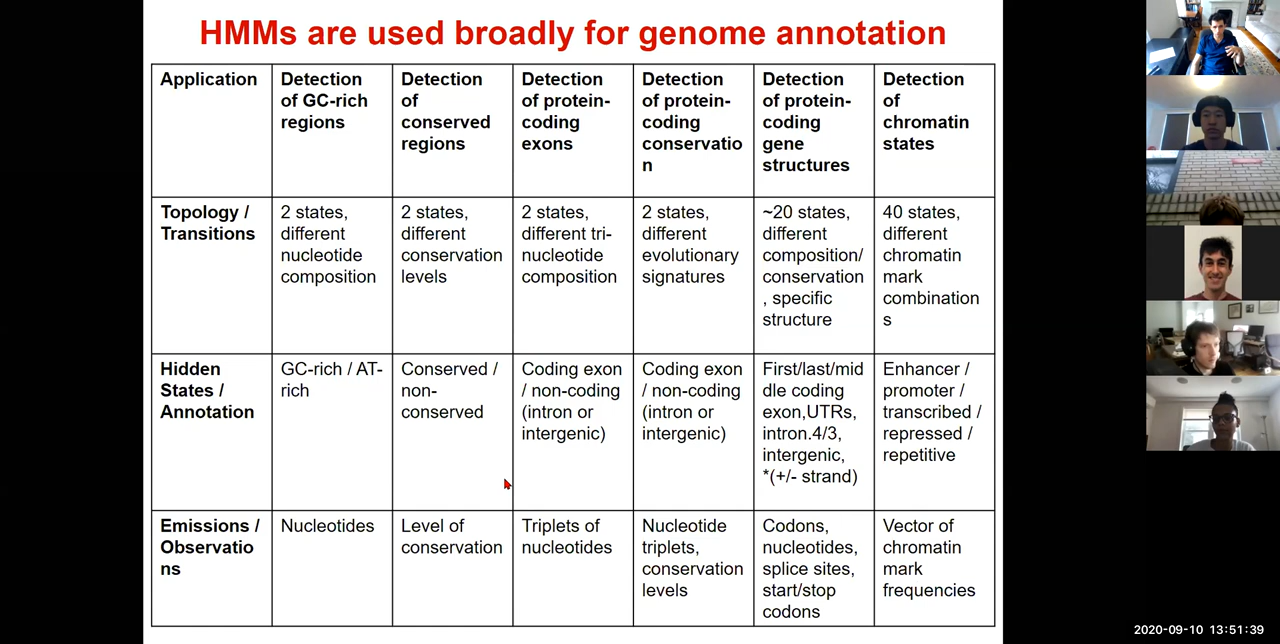 HMMs are used broadly for genome annotation
Application
Detection
of GC-rich
regions
Detection
of
conserved
regions
Detection
of protein-
coding
exons
Detection
of protein-
coding
conservatio
n
Detection
of protein-
coding
gene
structures
Detection
of
chromatin
states
Topology /
Transitions
2 states,
different
nucleotide
composition
2 states,
different
conservation
levels
2 states,
different tri-
nucleotide
composition
2 states,
different
evolutionary
signatures
~20 states,
different
composition/
conservation
, specific
structure
40 states,
different
chromatin
mark
combination
s
Hidden
States /
Annotation
GC-rich / AT-
rich
Conserved /
non-
conserved
Coding exon
/ non-coding
(intron or
intergenic)
Coding exon
/ non-coding
(intron or
intergenic)
First/last/mid
dle coding
exon,UTRs,
intron.4/3,
intergenic,
*(+/- strand)
Enhancer /
promoter /
transcribed /
repressed /
repetitive
Emissions /
Observatio
ns
Nucleotides
Level of
conservation
Triplets of
nucleotides
Nucleotide
triplets,
conservation
levels
Codons,
nucleotides,
splice sites,
start/stop
codons
Vector of
chromatin
mark
frequencies
2020-09-10 13:51:39